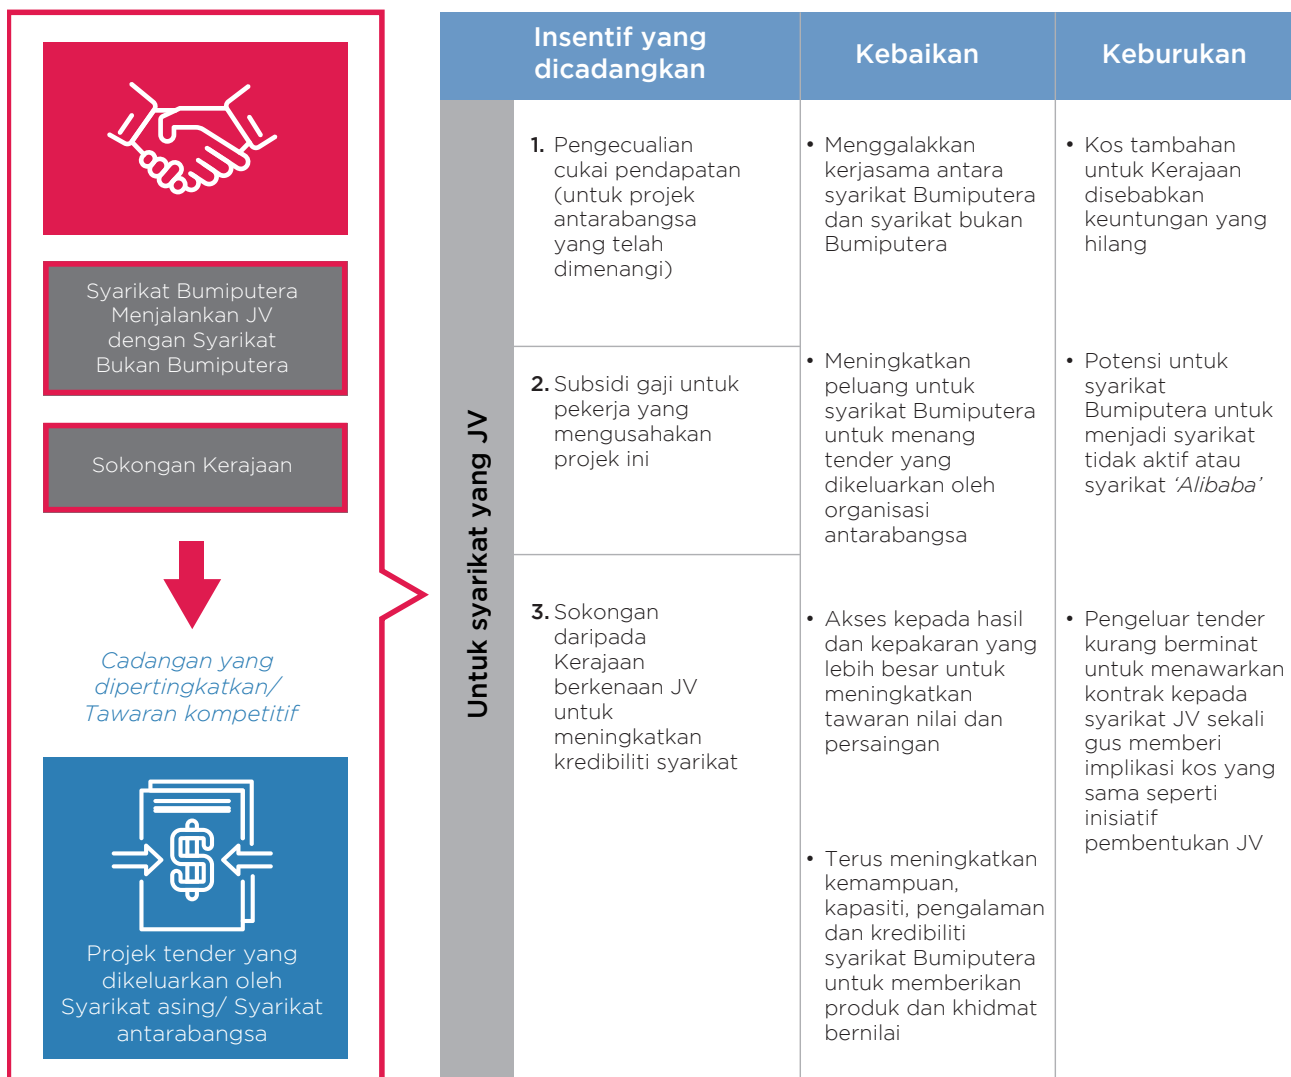 Syarikat Bumiputera
Menjalankan JV
dengan Syarikat
Bukan Bumiputera
Sokongan Kerajaan
Cadangan yang
dipertingkatkan/
Tawaran kompetitif
$
Projek tender yang
dikeluarkan oleh
Syarikat asing/ Syarikat
antarabangsa
Insentif yang
dicadangkan
Kebaikan
Keburukan
Untuk syarikat yang JV
1. Pengecualian
cukai pendapatan
(untuk projek
antarabangsa
yang telah
dimenangi)
2. Subsidi gaji untuk
pekerja yang
mengusahakan
projek ini
3. Sokongan
daripada
Kerajaan
berkenaan JV
untuk
meningkatkan
kredibiliti syarikat
• Menggalakkan
kerjasama antara
syarikat Bumiputera
dan syarikat bukan
Bumiputera
• Meningkatkan
peluang untuk
syarikat Bumiputera
untuk menang
tender yang
dikeluarkan oleh
organisasi
antarabangsa
• Akses kepada hasil
dan kepakaran yang
lebih besar untuk
meningkatkan
tawaran nilai dan
persaingan
• Terus meningkatkan
kemampuan,
kapasiti, pengalaman
dan kredibiliti
syarikat Bumiputera
untuk memberikan
produk dan khidmat
bernilai
• Kos tambahan
untuk Kerajaan
disebabkan
keuntungan yang
hilang
• Potensi untuk
syarikat
Bumiputera untuk
menjadi syarikat
tidak aktif atau
syarikat ‘Alibaba’
• Pengeluar tender
kurang berminat
untuk menawarkan
kontrak kepada
syarikat JV sekali
gus memberi
implikasi kos yang
sama seperti
inisiatif
pembentukan JV